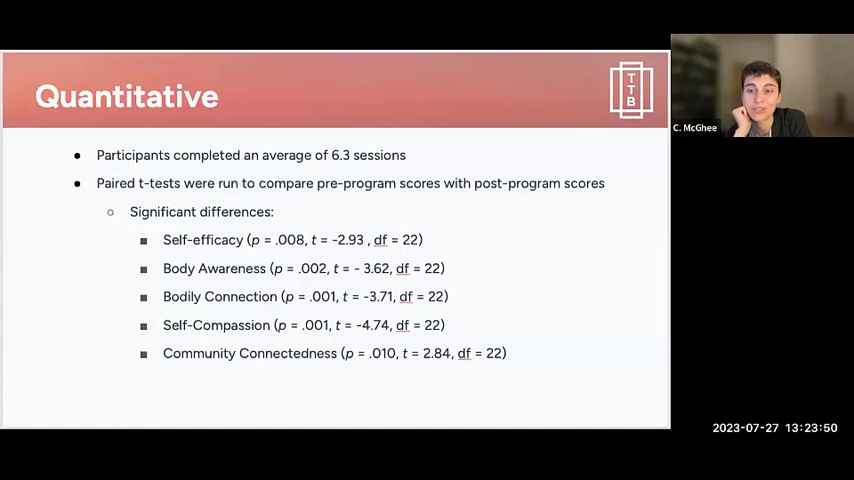 Quantitative
T
T
B
C. McGhee
● Participants completed an average of 6.3 sessions
● Paired t-tests were run to compare pre-program scores with post-program scores
○ Significant differences:
■ Self-efficacy (p = .008, t = -2.93 , df = 22)
■ Body Awareness (p = .002, t = - 3.62, df = 22)
■ Bodily Connection (p = .001, t = -3.71, df = 22)
■ Self-Compassion (p = .001, t = -4.74, df = 22)
■ Community Connectedness (p = .010, t = 2.84, df = 22)
2023-07-27 13:23:50